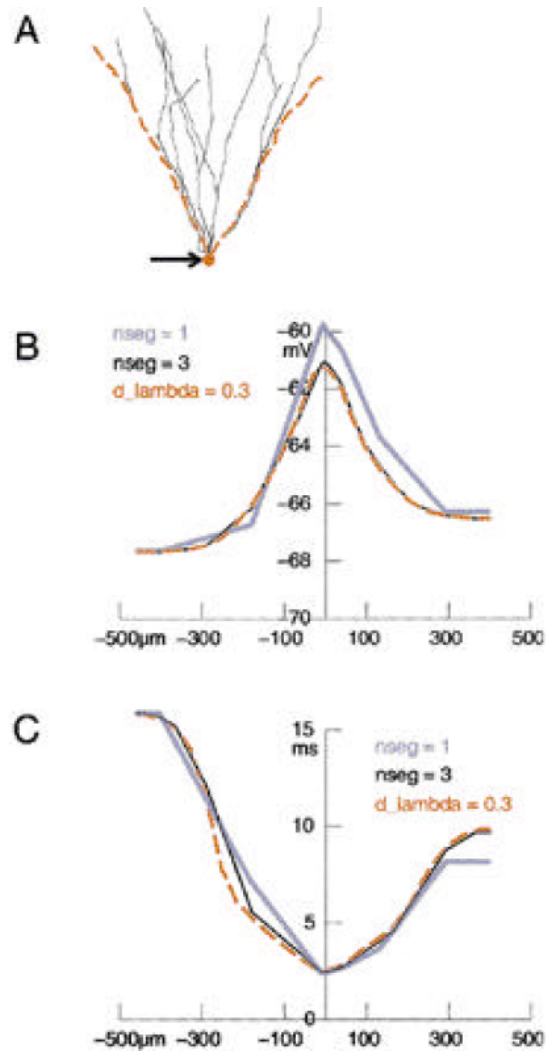 A
B
nseg = 1
nseg = 3
d_lambda = 0.3
−60
mV
−62
−64
−66
−68
−70
−500µm −300 −100 100 300 500
C
15
ms
nseg = 1
nseg = 3
d_lambda = 0.3
10
5
0
−500µm −300 −100 100 300 500